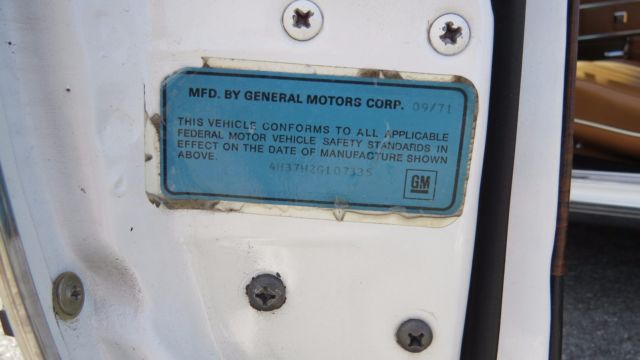 MFD. BY GENERAL MOTORS CORP. 09/71
THIS VEHICLE CONFORMS TO ALL APPLICABLE
FEDERAL MOTOR VEHICLE SAFETY STANDARDS IN
EFFECT ON THE DATE OF MANUFACTURE SHOWN
ABOVE.
4H37H2G107335
GM